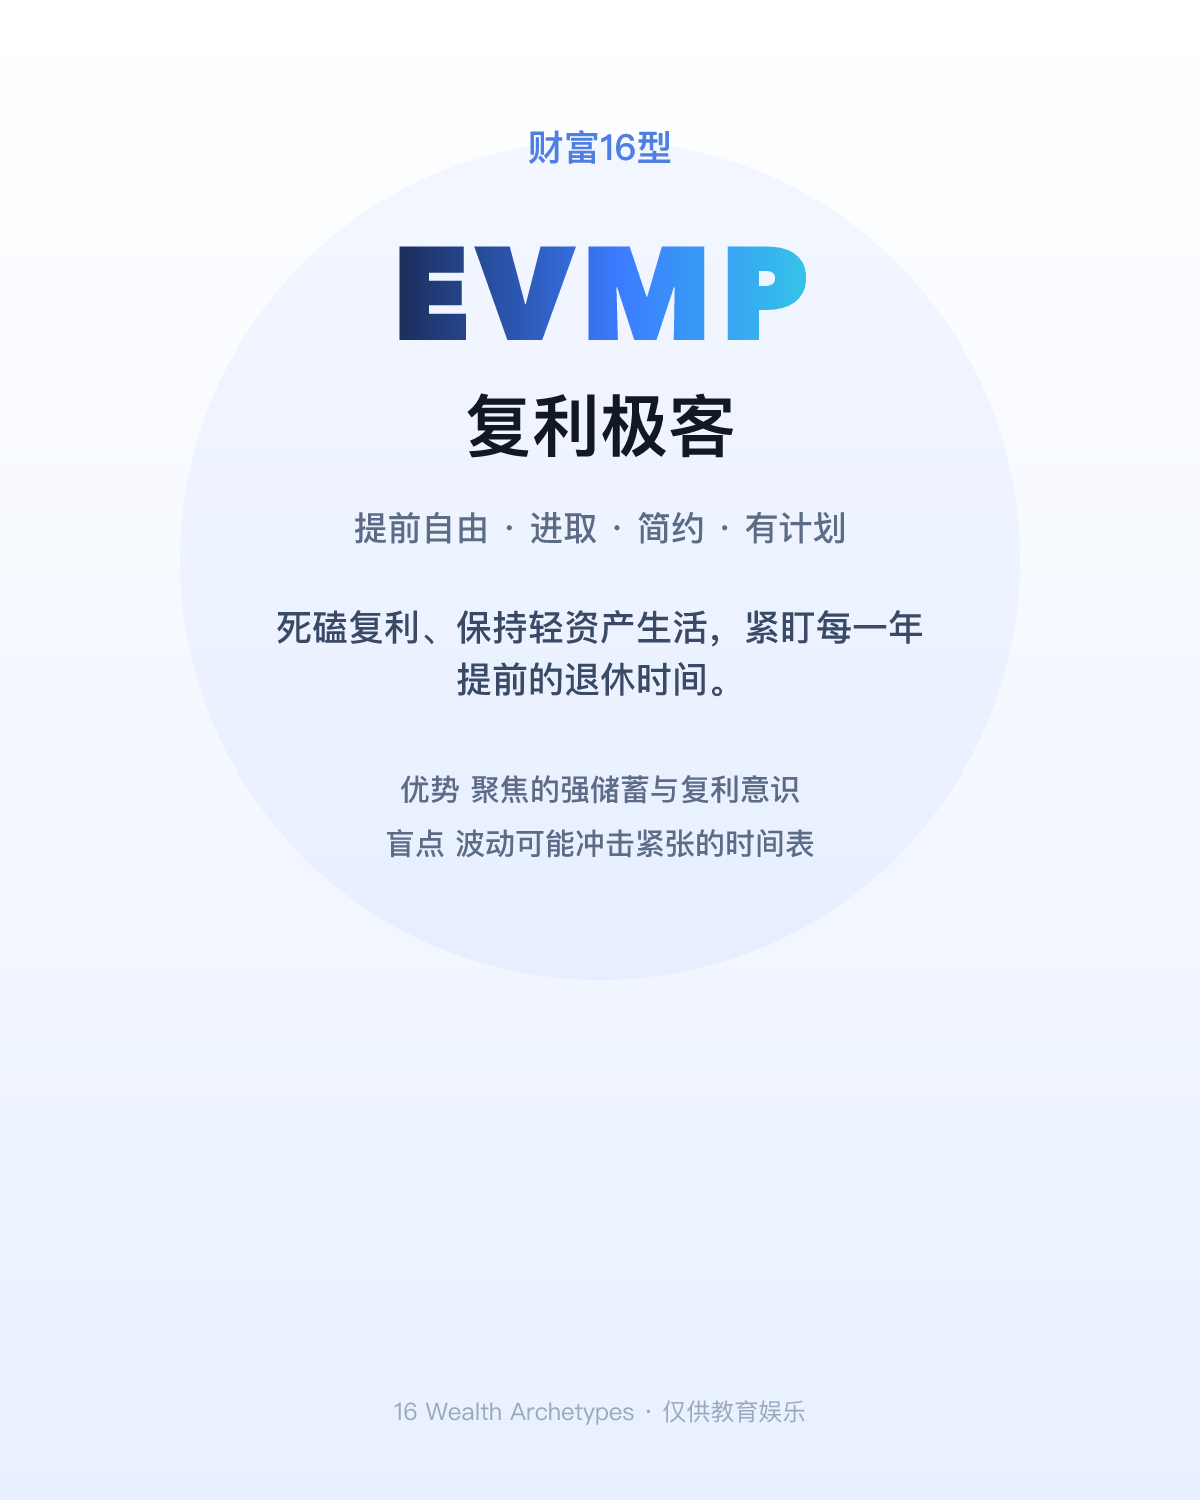 财富16型
EVMP
复利极客
提前自由 · 进取 · 简约 · 有计划
死磕复利、保持轻资产生活，紧盯每一年
提前的退休时间。
优势 聚焦的强储蓄与复利意识
盲点 波动可能冲击紧张的时间表
16 Wealth Archetypes · 仅供教育娱乐